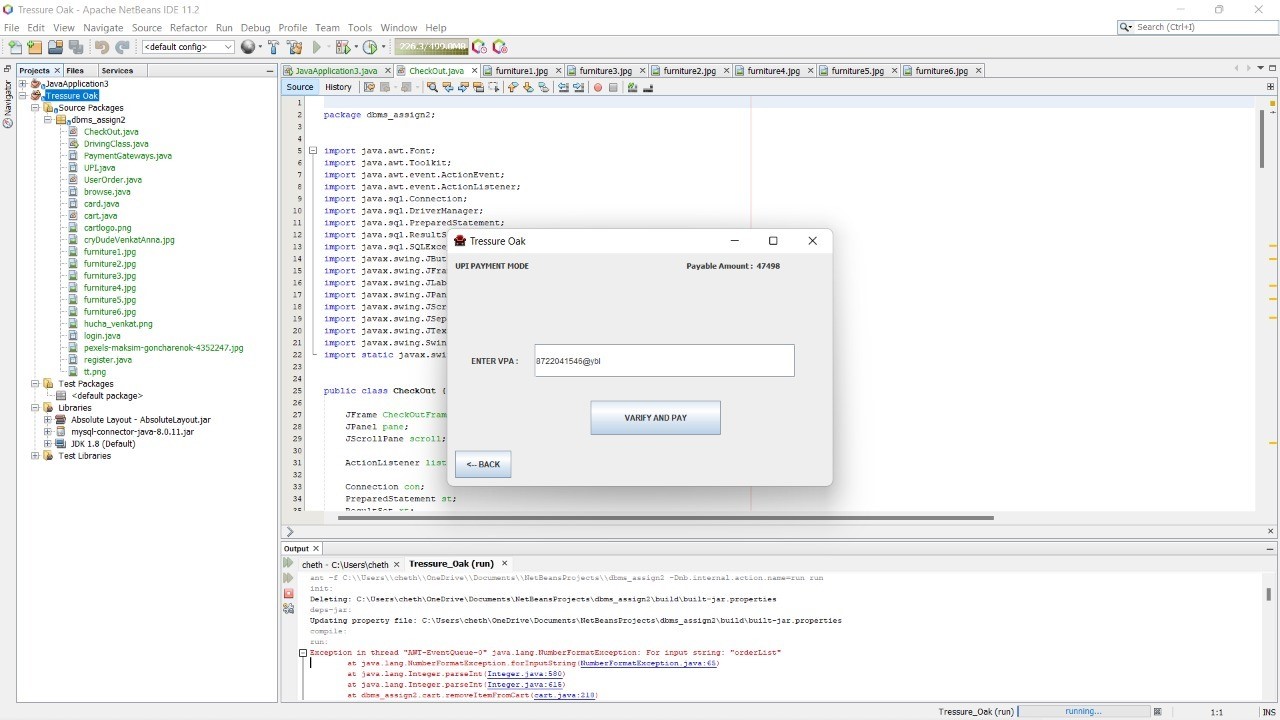 Tressure Oak - Apache NetBeans IDE 11.2
File Edit View Navigate Source Refactor Run Debug Profile Team Tools Window Help
Search (Ctrl+I)
<default config>
226.3/499.0MB
Projects Files Services
JavaApplication3.java CheckOut.java furniture1.jpg furniture3.jpg furniture2.jpg furniture4.jpg furniture5.jpg furniture6.jpg
Navigator
Source History
JavaApplication3
Tressure Oak
Source Packages
dbms_assign2
CheckOut.java
DrivingClass.java
PaymentGateways.java
UPI.java
UserOrder.java
browse.java
card.java
cart.java
cartlogo.png
cryDudeVenkatAnna.jpg
furniture1.jpg
furniture2.jpg
furniture3.jpg
furniture4.jpg
furniture5.jpg
furniture6.jpg
hucha_venkat.png
login.java
pexels-maksim-goncharenok-4352247.jpg
register.java
tt.png
Test Packages
<default package>
Libraries
Absolute Layout - AbsoluteLayout.jar
mysql-connector-java-8.0.11.jar
JDK 1.8 (Default)
Test Libraries
1
2 package dbms_assign2;
3
4
5 import java.awt.Font;
6 import java.awt.Toolkit;
7 import java.awt.event.ActionEvent;
8 import java.awt.event.ActionListener;
9 import java.sql.Connection;
10 import java.sql.DriverManager;
11 import java.sql.PreparedStatement;
12 import java.sql.ResultS
13 import java.sql.SQLExce
14 import javax.swing.JBut
15 import javax.swing.JFra
16 import javax.swing.JLab
17 import javax.swing.JPan
18 import javax.swing.JScr
19 import javax.swing.JSep
20 import javax.swing.JTex
21 import javax.swing.Swin
22 import static javax.swi
23
24
25 public class CheckOut {
26
27 JFrame CheckOutFram
28 JPanel pane;
29 JScrollPane scroll;
30
31 ActionListener list
32
33 Connection con;
34 PreparedStatement st;
35 ResultSet rt;
Tressure Oak
UPI PAYMENT MODE Payable Amount : 47498
ENTER VPA : 8722041546@ybl
VARIFY AND PAY
<-- BACK
Output
cheth - C:\Users\cheth Tressure_Oak (run)
ant -f C:\\Users\\cheth\\OneDrive\\Documents\\NetBeansProjects\\dbms_assign2 -Dnb.internal.action.name=run run
init:
Deleting: C:\Users\cheth\OneDrive\Documents\NetBeansProjects\dbms_assign2\build\built-jar.properties
deps-jar:
Updating property file: C:\Users\cheth\OneDrive\Documents\NetBeansProjects\dbms_assign2\build\built-jar.properties
compile:
run:
Exception in thread "AWT-EventQueue-0" java.lang.NumberFormatException: For input string: "orderList"
at java.lang.NumberFormatException.forInputString(NumberFormatException.java:65)
at java.lang.Integer.parseInt(Integer.java:580)
at java.lang.Integer.parseInt(Integer.java:615)
at dbms_assign2.cart.removeItemFromCart(cart.java:218)
Tressure_Oak (run) running... 1:1 INS